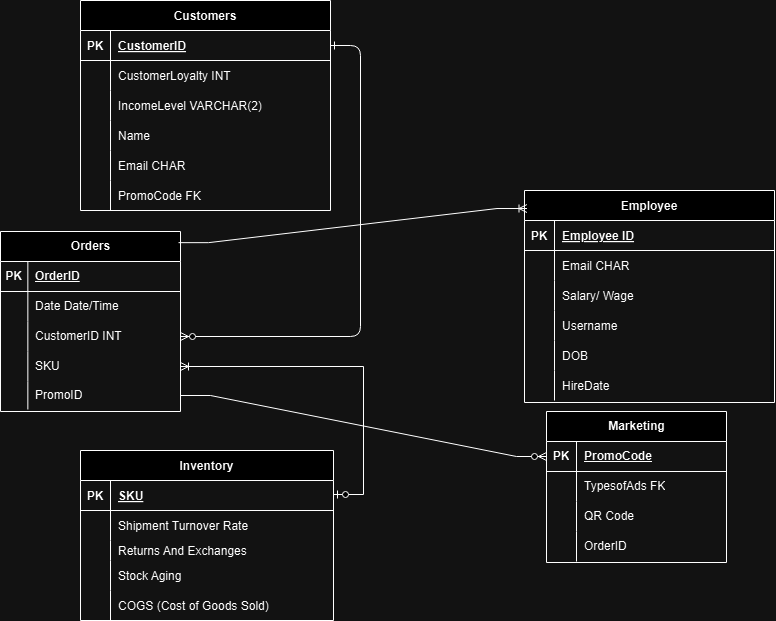 Customers
PK CustomerID
CustomerLoyalty INT
IncomeLevel VARCHAR(2)
Name
Email CHAR
PromoCode FK
Employee
PK Employee ID
Email CHAR
Salary/ Wage
Username
DOB
HireDate
Orders
PK OrderID
Date Date/Time
CustomerID INT
SKU
PromoID
Marketing
PK PromoCode
TypesofAds FK
QR Code
OrderID
Inventory
PK SKU
Shipment Turnover Rate
Returns And Exchanges
Stock Aging
COGS (Cost of Goods Sold)